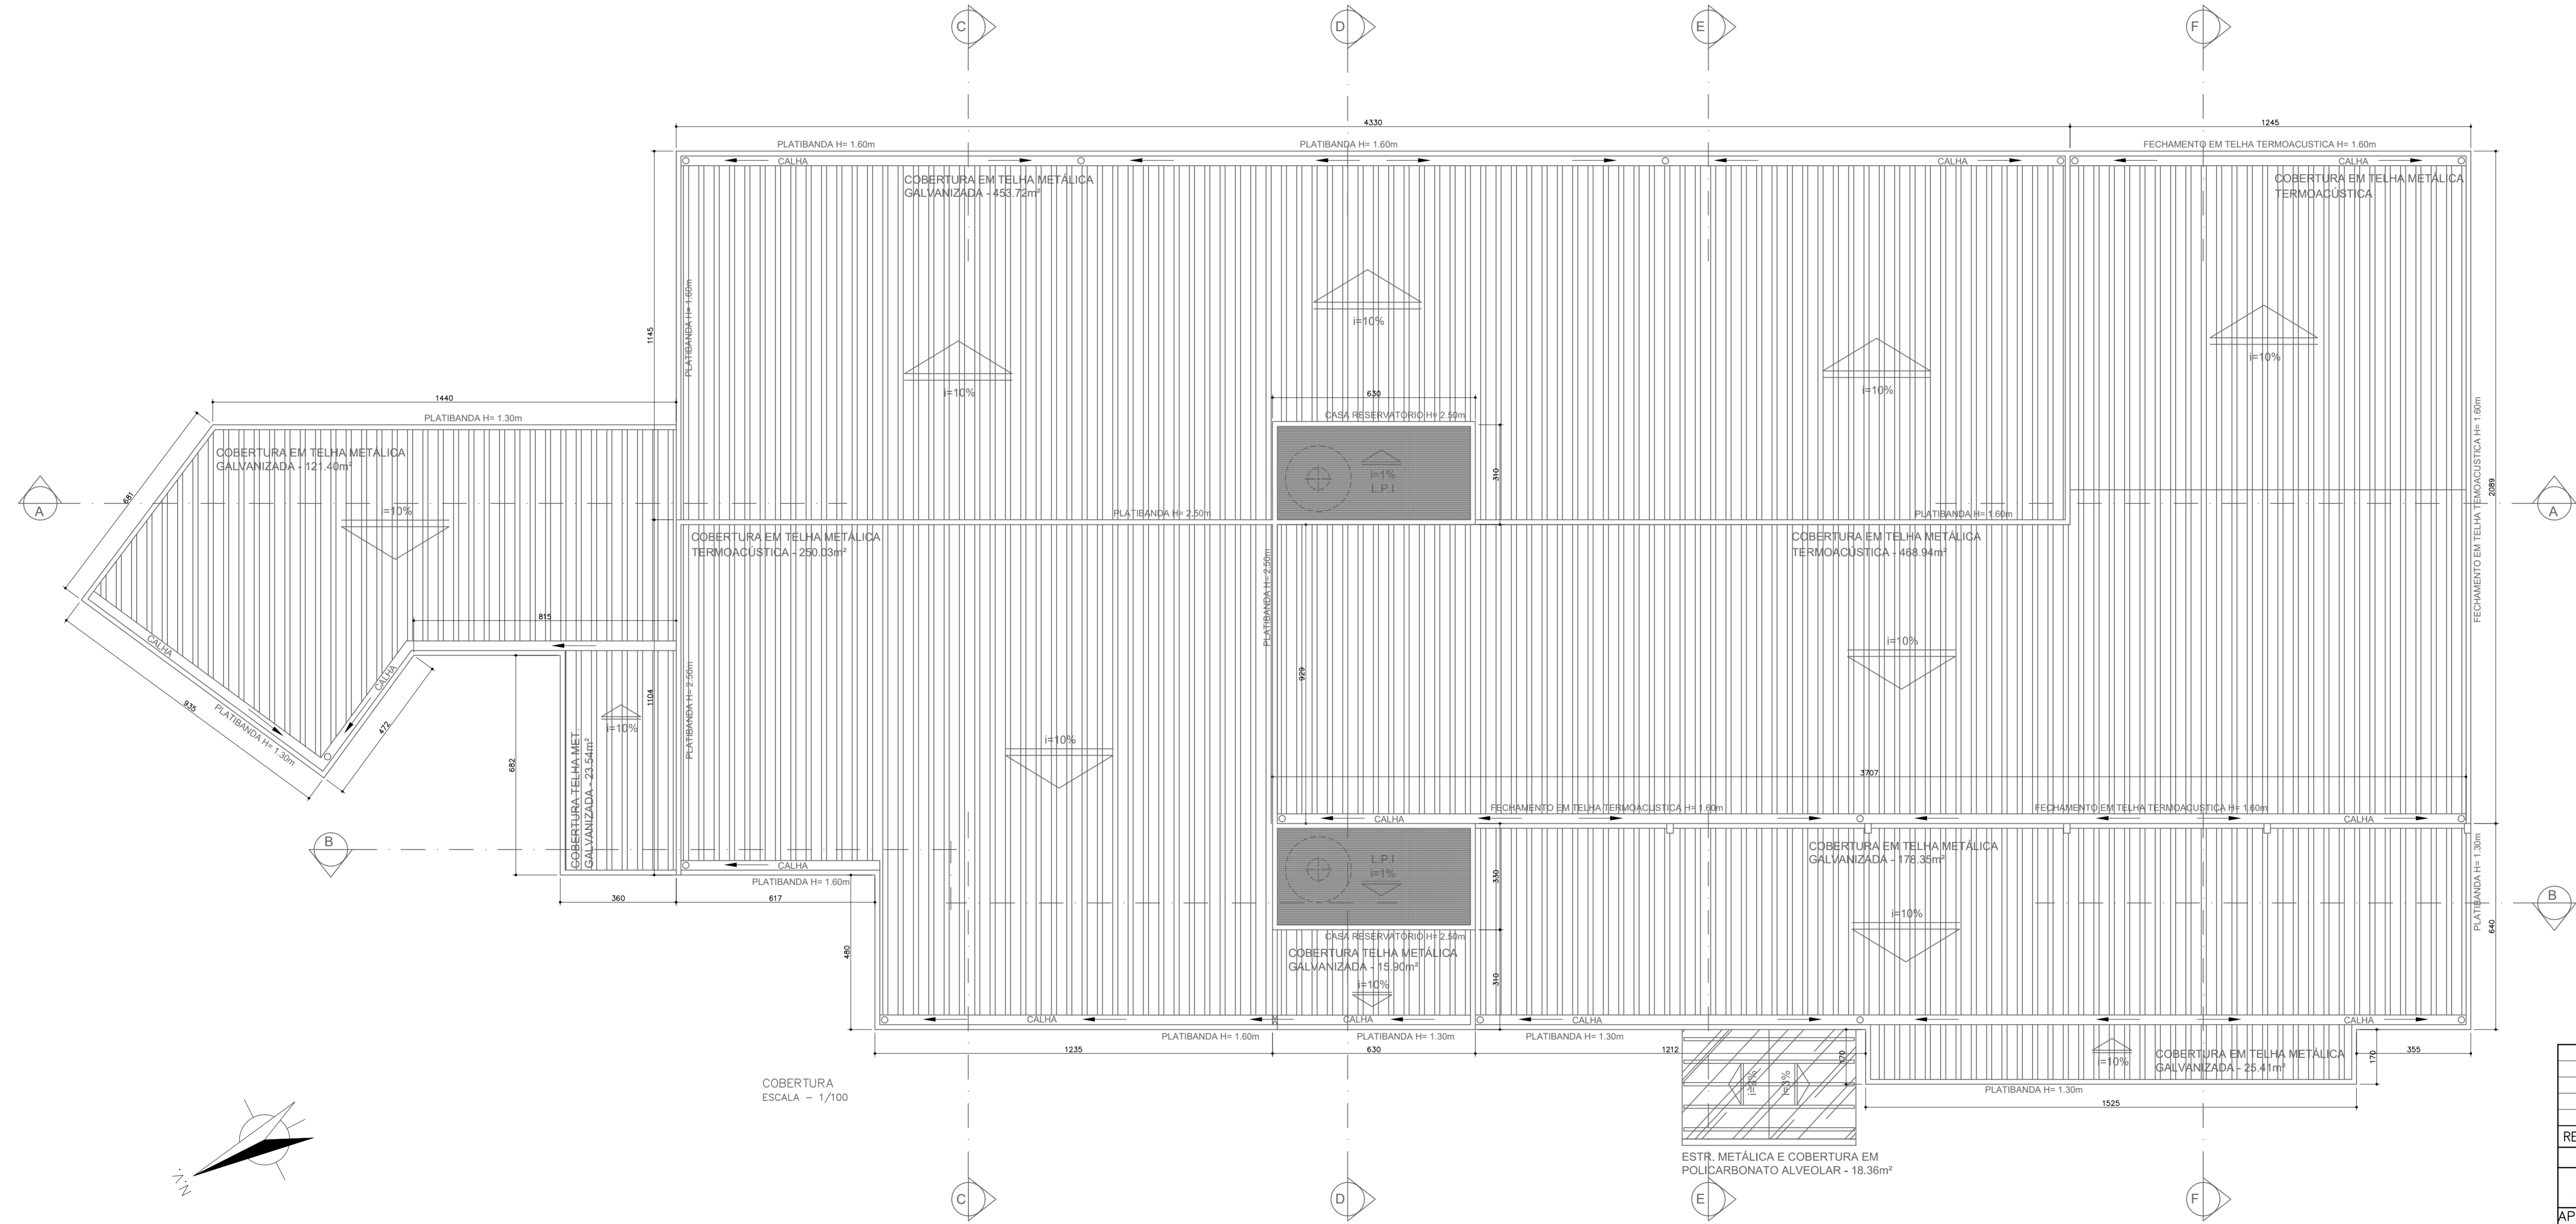 C
D
E
F
4330
1245
PLATIBANDA H= 1.60m
PLATIBANDA H= 1.60m
FECHAMENTO EM TELHA TERMOACUSTICA H= 1.60m
CALHA
CALHA
CALHA
COBERTURA EM TELHA METÁLICA
GALVANIZADA - 453.72m²
COBERTURA EM TELHA METÁLICA
TERMOACÚSTICA
1145
PLATIBANDA H= 1.60m
i=10%
i=10%
i=10%
i=10%
630
CASA RESERVATÓRIO H= 2.50m
1440
PLATIBANDA H= 1.30m
COBERTURA EM TELHA METÁLICA
GALVANIZADA - 121.40m²
681
i=10%
A
i=1%
L.P.I
310
FECHAMENTO EM TELHA TEMOACUSTICA H= 1.60m
2089
A
PLATIBANDA H= 2.50m
PLATIBANDA H= 1.60m
COBERTURA EM TELHA METÁLICA
TERMOACÚSTICA - 250.03m²
COBERTURA EM TELHA METÁLICA
TERMOACÚSTICA - 468.94m²
PLATIBANDA H= 2.50m
929
815
CALHA
CALHA
935
PLATIBANDA H= 1.30m
472
682
1104
PLATIBANDA H= 2.50m
i=10%
i=10%
i=10%
COBERTURA TELHA MET.
GALVANIZADA - 23.54m²
3707
FECHAMENTO EM TELHA TERMOACUSTICA H= 1.60m
FECHAMENTO EM TELHA TERMOACUSTICA H= 1.60m
CALHA
CALHA
B
COBERTURA EM TELHA METÁLICA
GALVANIZADA - 178.35m²
L.P.I
i=1%
330
CALHA
PLATIBANDA H= 1.60m
360
617
480
i=10%
PLATIBANDA H= 1.30m
640
B
CASA RESERVATÓRIO H= 2.50m
COBERTURA TELHA METÁLICA
GALVANIZADA - 15.90m²
i=10%
310
CALHA
CALHA
CALHA
CALHA
PLATIBANDA H= 1.60m
PLATIBANDA H= 1.30m
PLATIBANDA H= 1.30m
1235
630
1212
170
i=10%
COBERTURA EM TELHA METÁLICA
GALVANIZADA - 25.41m²
170
355
i=3%
i=3%
PLATIBANDA H= 1.30m
1525
COBERTURA
ESCALA - 1/100
N.V.
ESTR. METÁLICA E COBERTURA EM
POLICARBONATO ALVEOLAR - 18.36m²
C
D
E
F
RE
AP